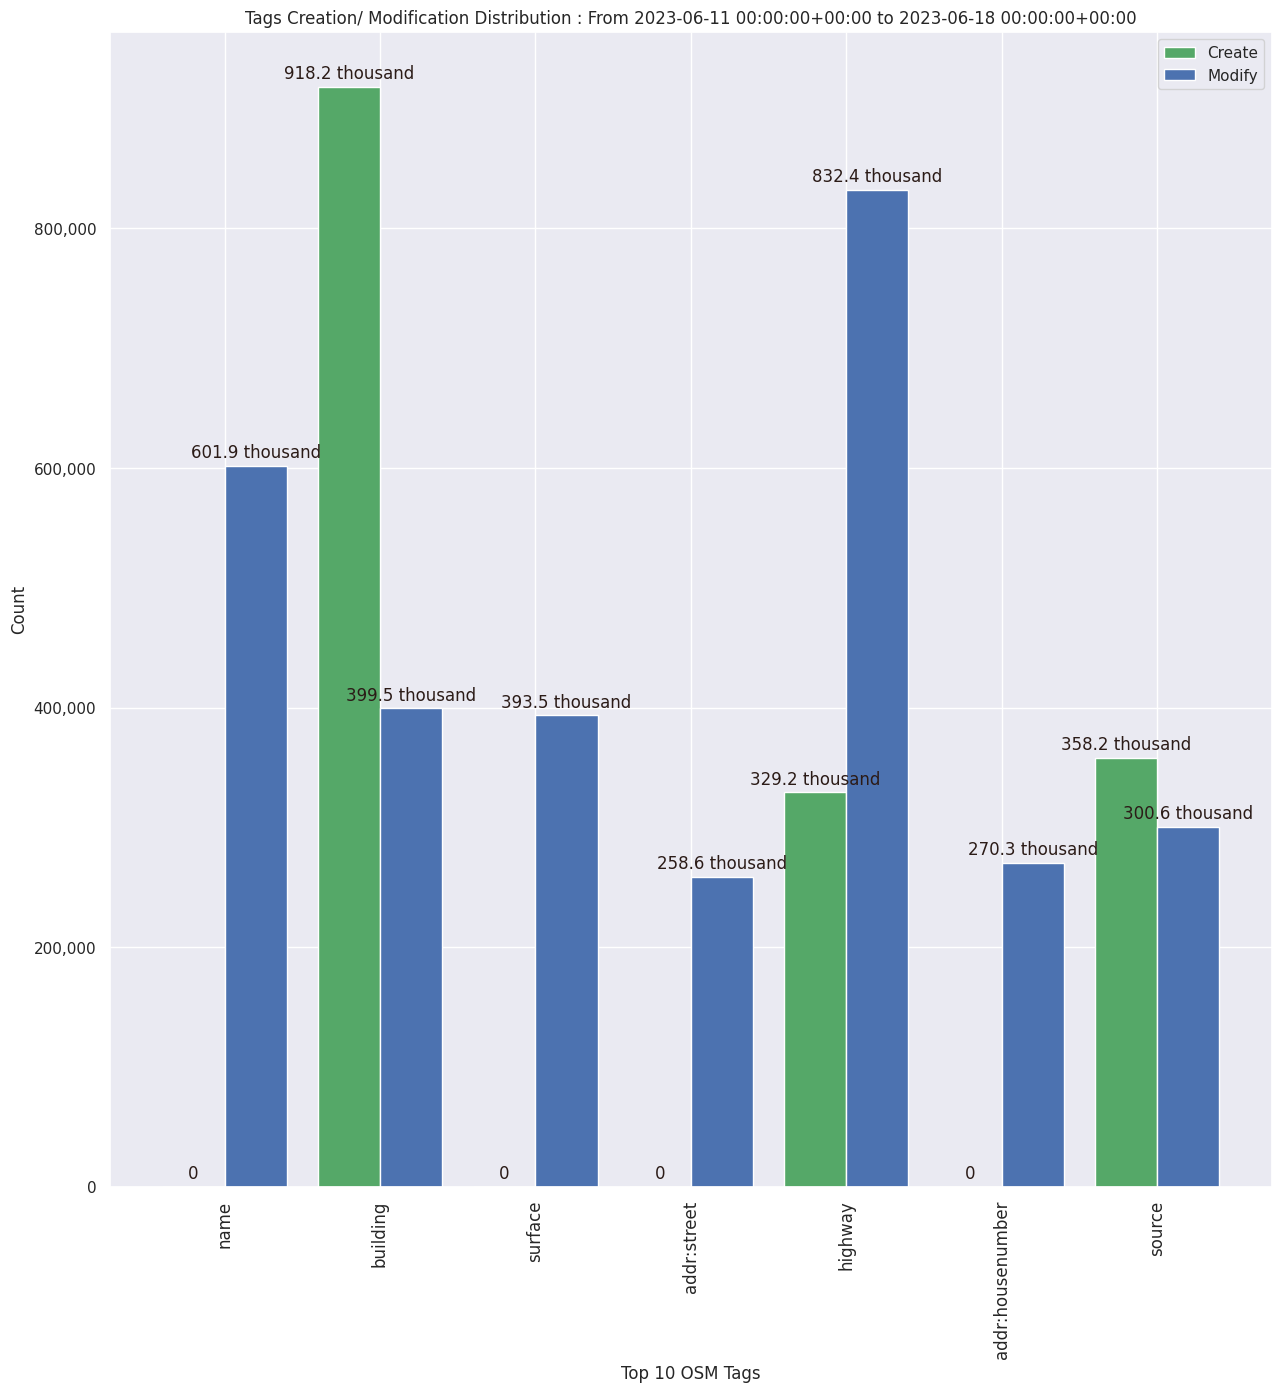 Tags Creation/ Modification Distribution : From 2023-06-11 00:00:00+00:00 to 2023-06-18 00:00:00+00:00
Create
Modify
918.2 thousand
832.4 thousand
800,000
601.9 thousand
600,000
Count
399.5 thousand
393.5 thousand
400,000
358.2 thousand
329.2 thousand
300.6 thousand
270.3 thousand
258.6 thousand
200,000
0
0
0
0
0
name
building
surface
addr:street
highway
addr:housenumber
source
Top 10 OSM Tags